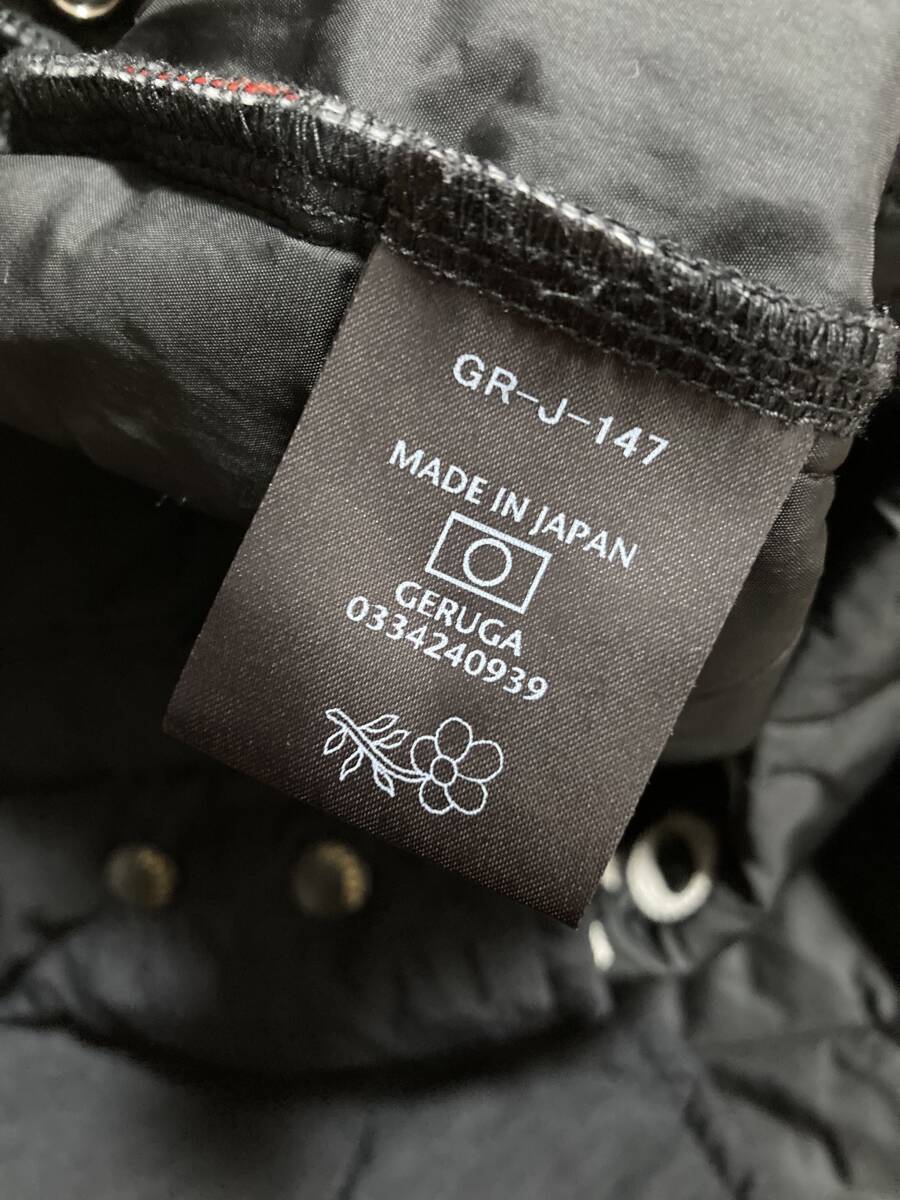 GR-J-147
MADE IN JAPAN
GERUGA
0334240939